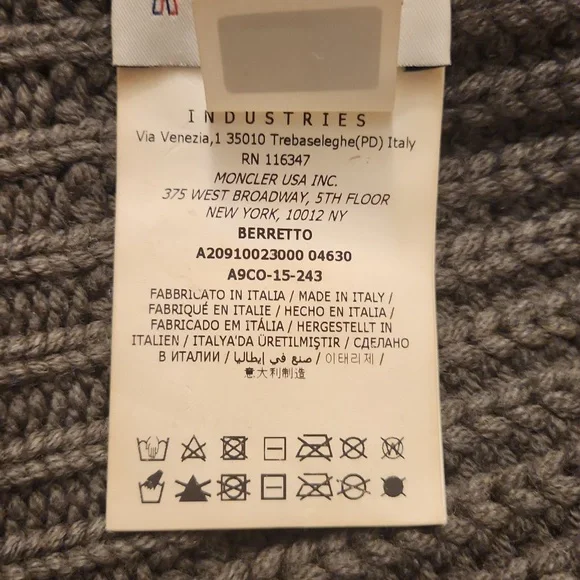 INDUSTRIES
Via Venezia,1 35010 Trebaseleghe(PD) Italy
RN 116347
MONCLER USA INC.
375 WEST BROADWAY, 5TH FLOOR
NEW YORK, 10012 NY
BERRETTO
A20910023000 04630
A9CO-15-243
FABBRICATO IN ITALIA / MADE IN ITALY /
FABRIQUÉ EN ITALIE / HECHO EN ITALIA /
FABRICADO EM ITÁLIA / HERGESTELLT IN
ITALIEN / ITALYA'DA ÜRETILMIŞTIR / СДЕЛАНО
В ИТАЛИИ / صنع في إيطاليا / 이태리제 /
意大利制造